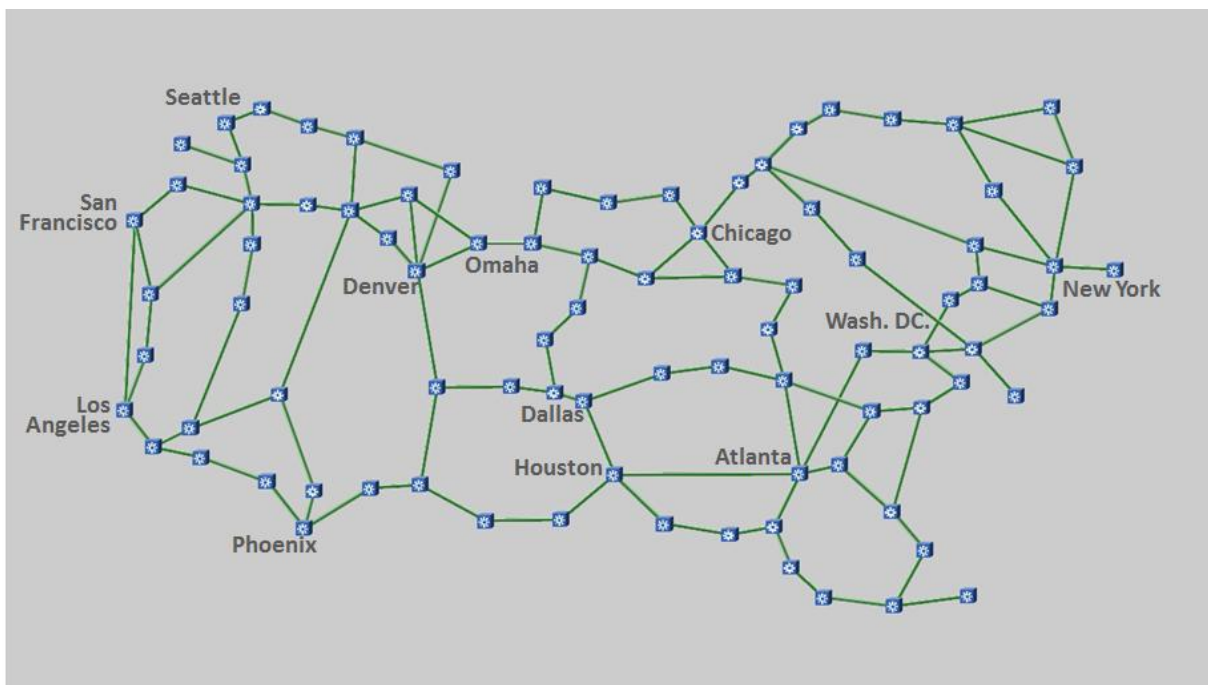 Seattle
San
Francisco
Chicago
Omaha
Denver
New York
Wash. DC.
Los
Angeles
Dallas
Houston
Atlanta
Phoenix